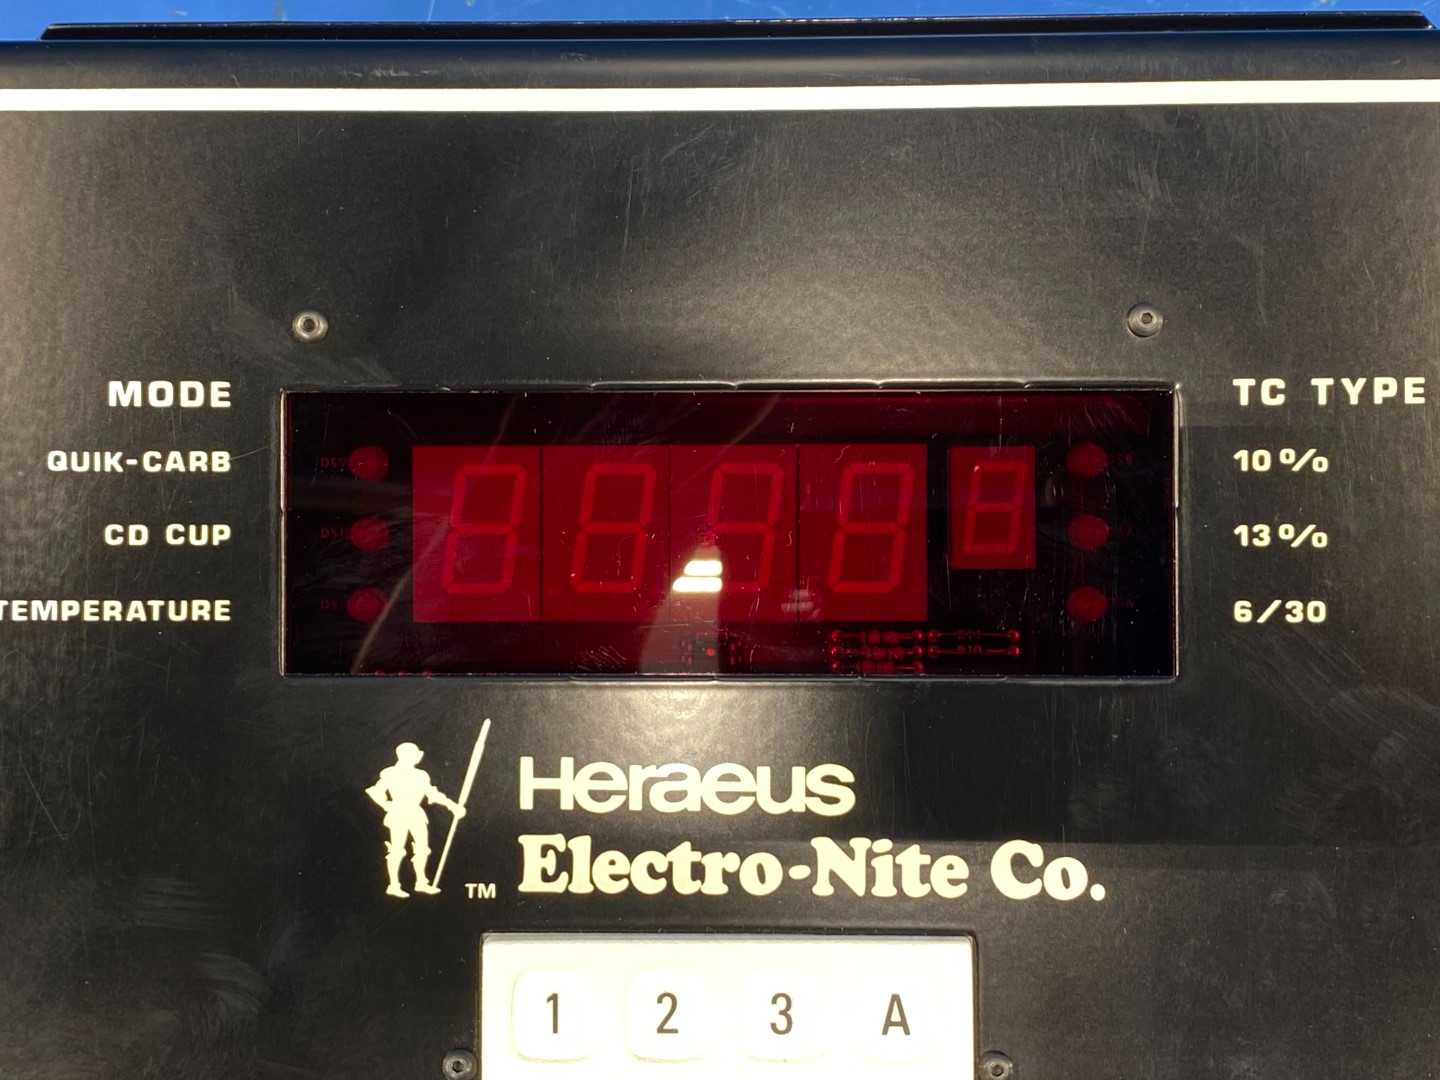 MODE
QUIK-CARB
CD CUP
TEMPERATURE
TC TYPE
10%
13%
6/30
Heraeus
Electro-Nite Co.
TM
1 2 3 A